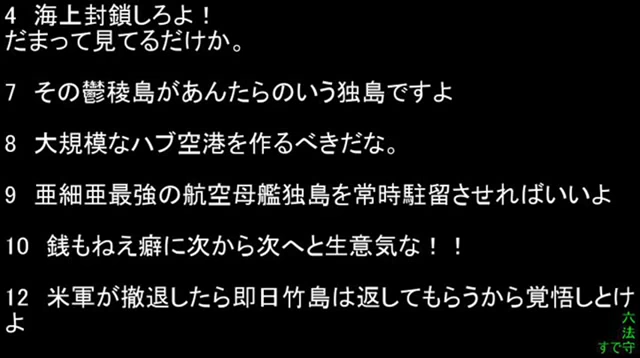 4 海上封鎖しろよ！
だまって見てるだけか。
7 その鬱稜島があんたらのいう独島ですよ
8 大規模なハブ空港を作るべきだな。
9 亜細亜最強の航空母艦独島を常時駐留させればいいよ
10 銭もねえ癖に次から次へと生意気な！！
12 米軍が撤退したら即日竹島は返してもらうから覚悟しとけ
よ
六
法
すで守